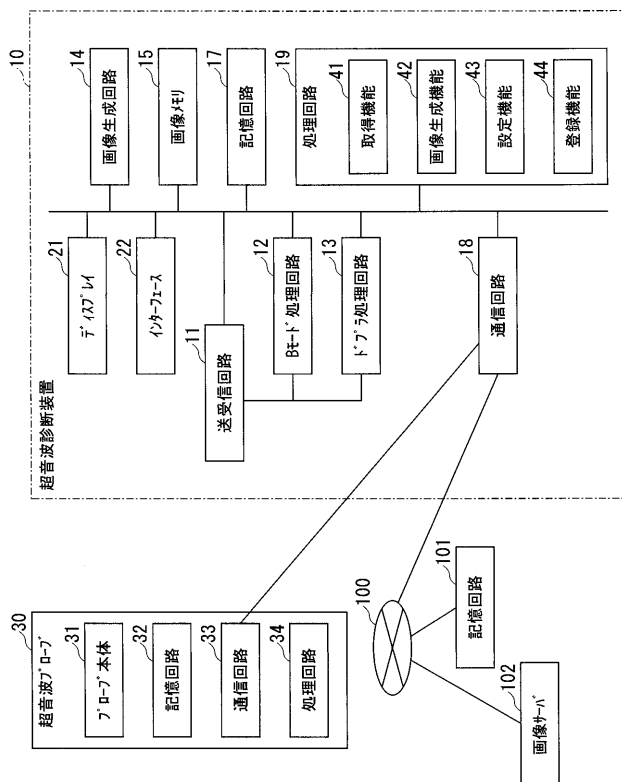 10
超音波診断装置
21
ディスプレイ
14
画像生成回路
22
インターフェース
15
画像メモリ
11
送受信回路
17
記憶回路
12
Bモード処理回路
13
ドプラ処理回路
19
処理回路
41
取得機能
42
画像生成機能
43
設定機能
44
登録機能
18
通信回路
30
超音波プローブ
31
プローブ本体
32
記憶回路
33
通信回路
34
処理回路
100
101
記憶回路
102
画像サーバ